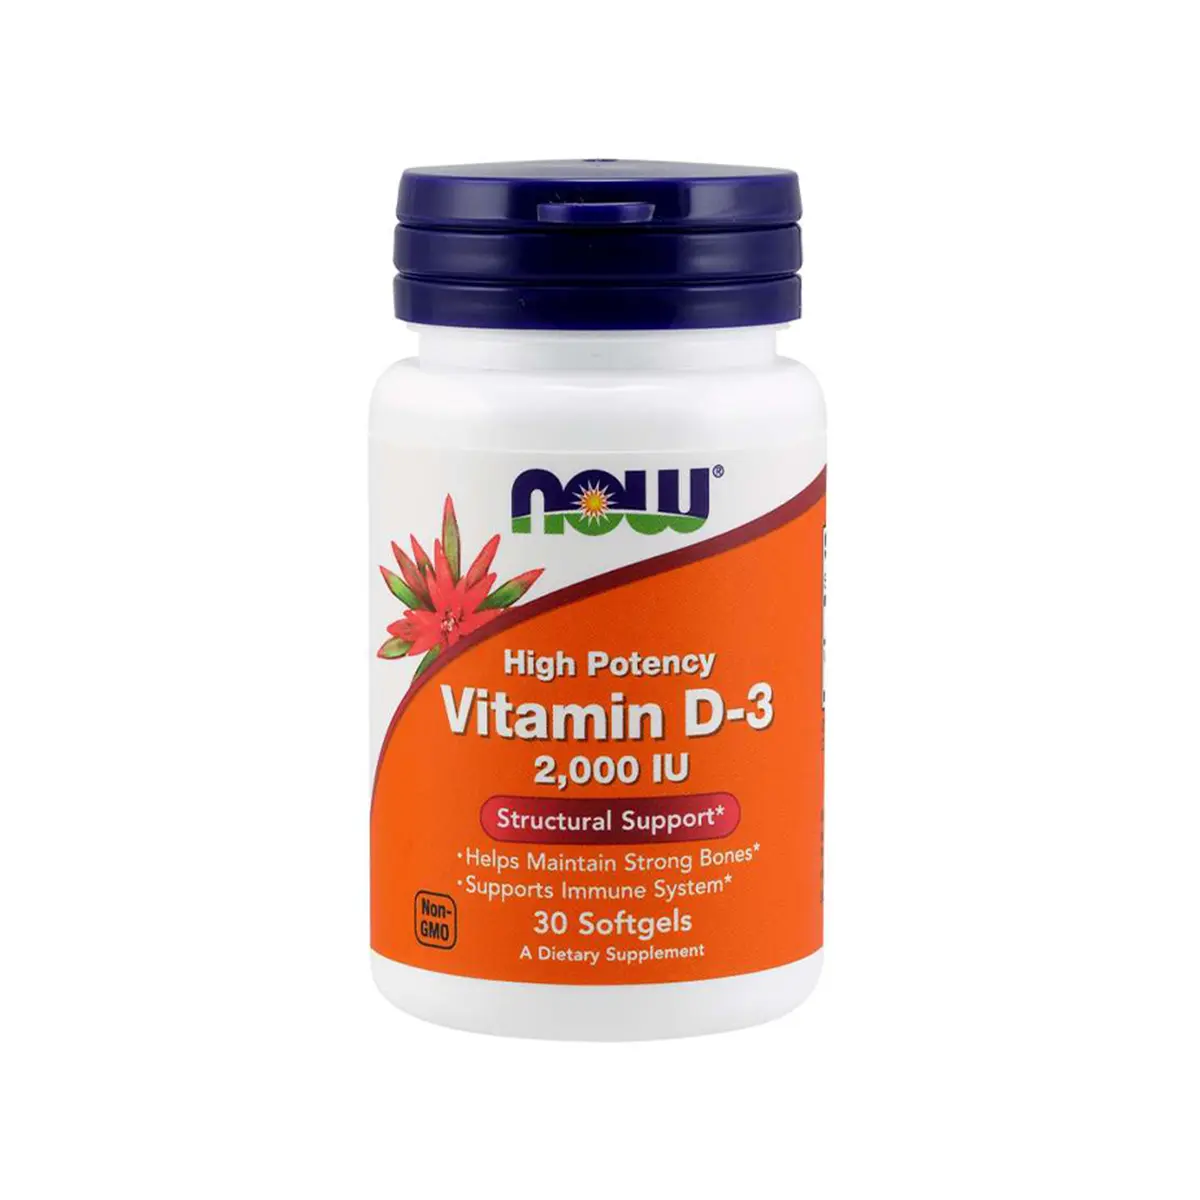 now®
High Potency
Vitamin D-3
2,000 IU
Structural Support*
•Helps Maintain Strong Bones*
•Supports Immune System*
30 Softgels
A Dietary Supplement
Non-
GMO